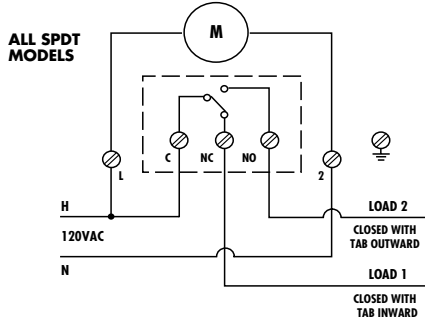 ALL SPDT
MODELS
M
C
NC
NO
L
2
H
120VAC
N
LOAD 2
CLOSED WITH
TAB OUTWARD
LOAD 1
CLOSED WITH
TAB INWARD